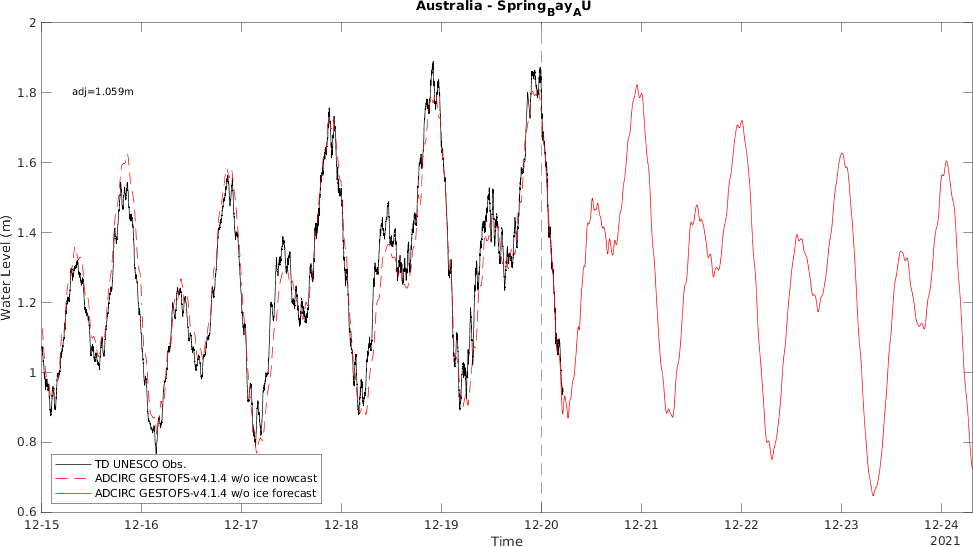 Australia - Spring_Bay_AU
2
1.8
1.6
1.4
1.2
1
0.8
0.6
Water Level (m)
adj=1.059m
TD UNESCO Obs.
ADCIRC GESTOFS-v4.1.4 w/o ice nowcast
ADCIRC GESTOFS-v4.1.4 w/o ice forecast
12-15 12-16 12-17 12-18 12-19 12-20 12-21 12-22 12-23 12-24
Time
2021